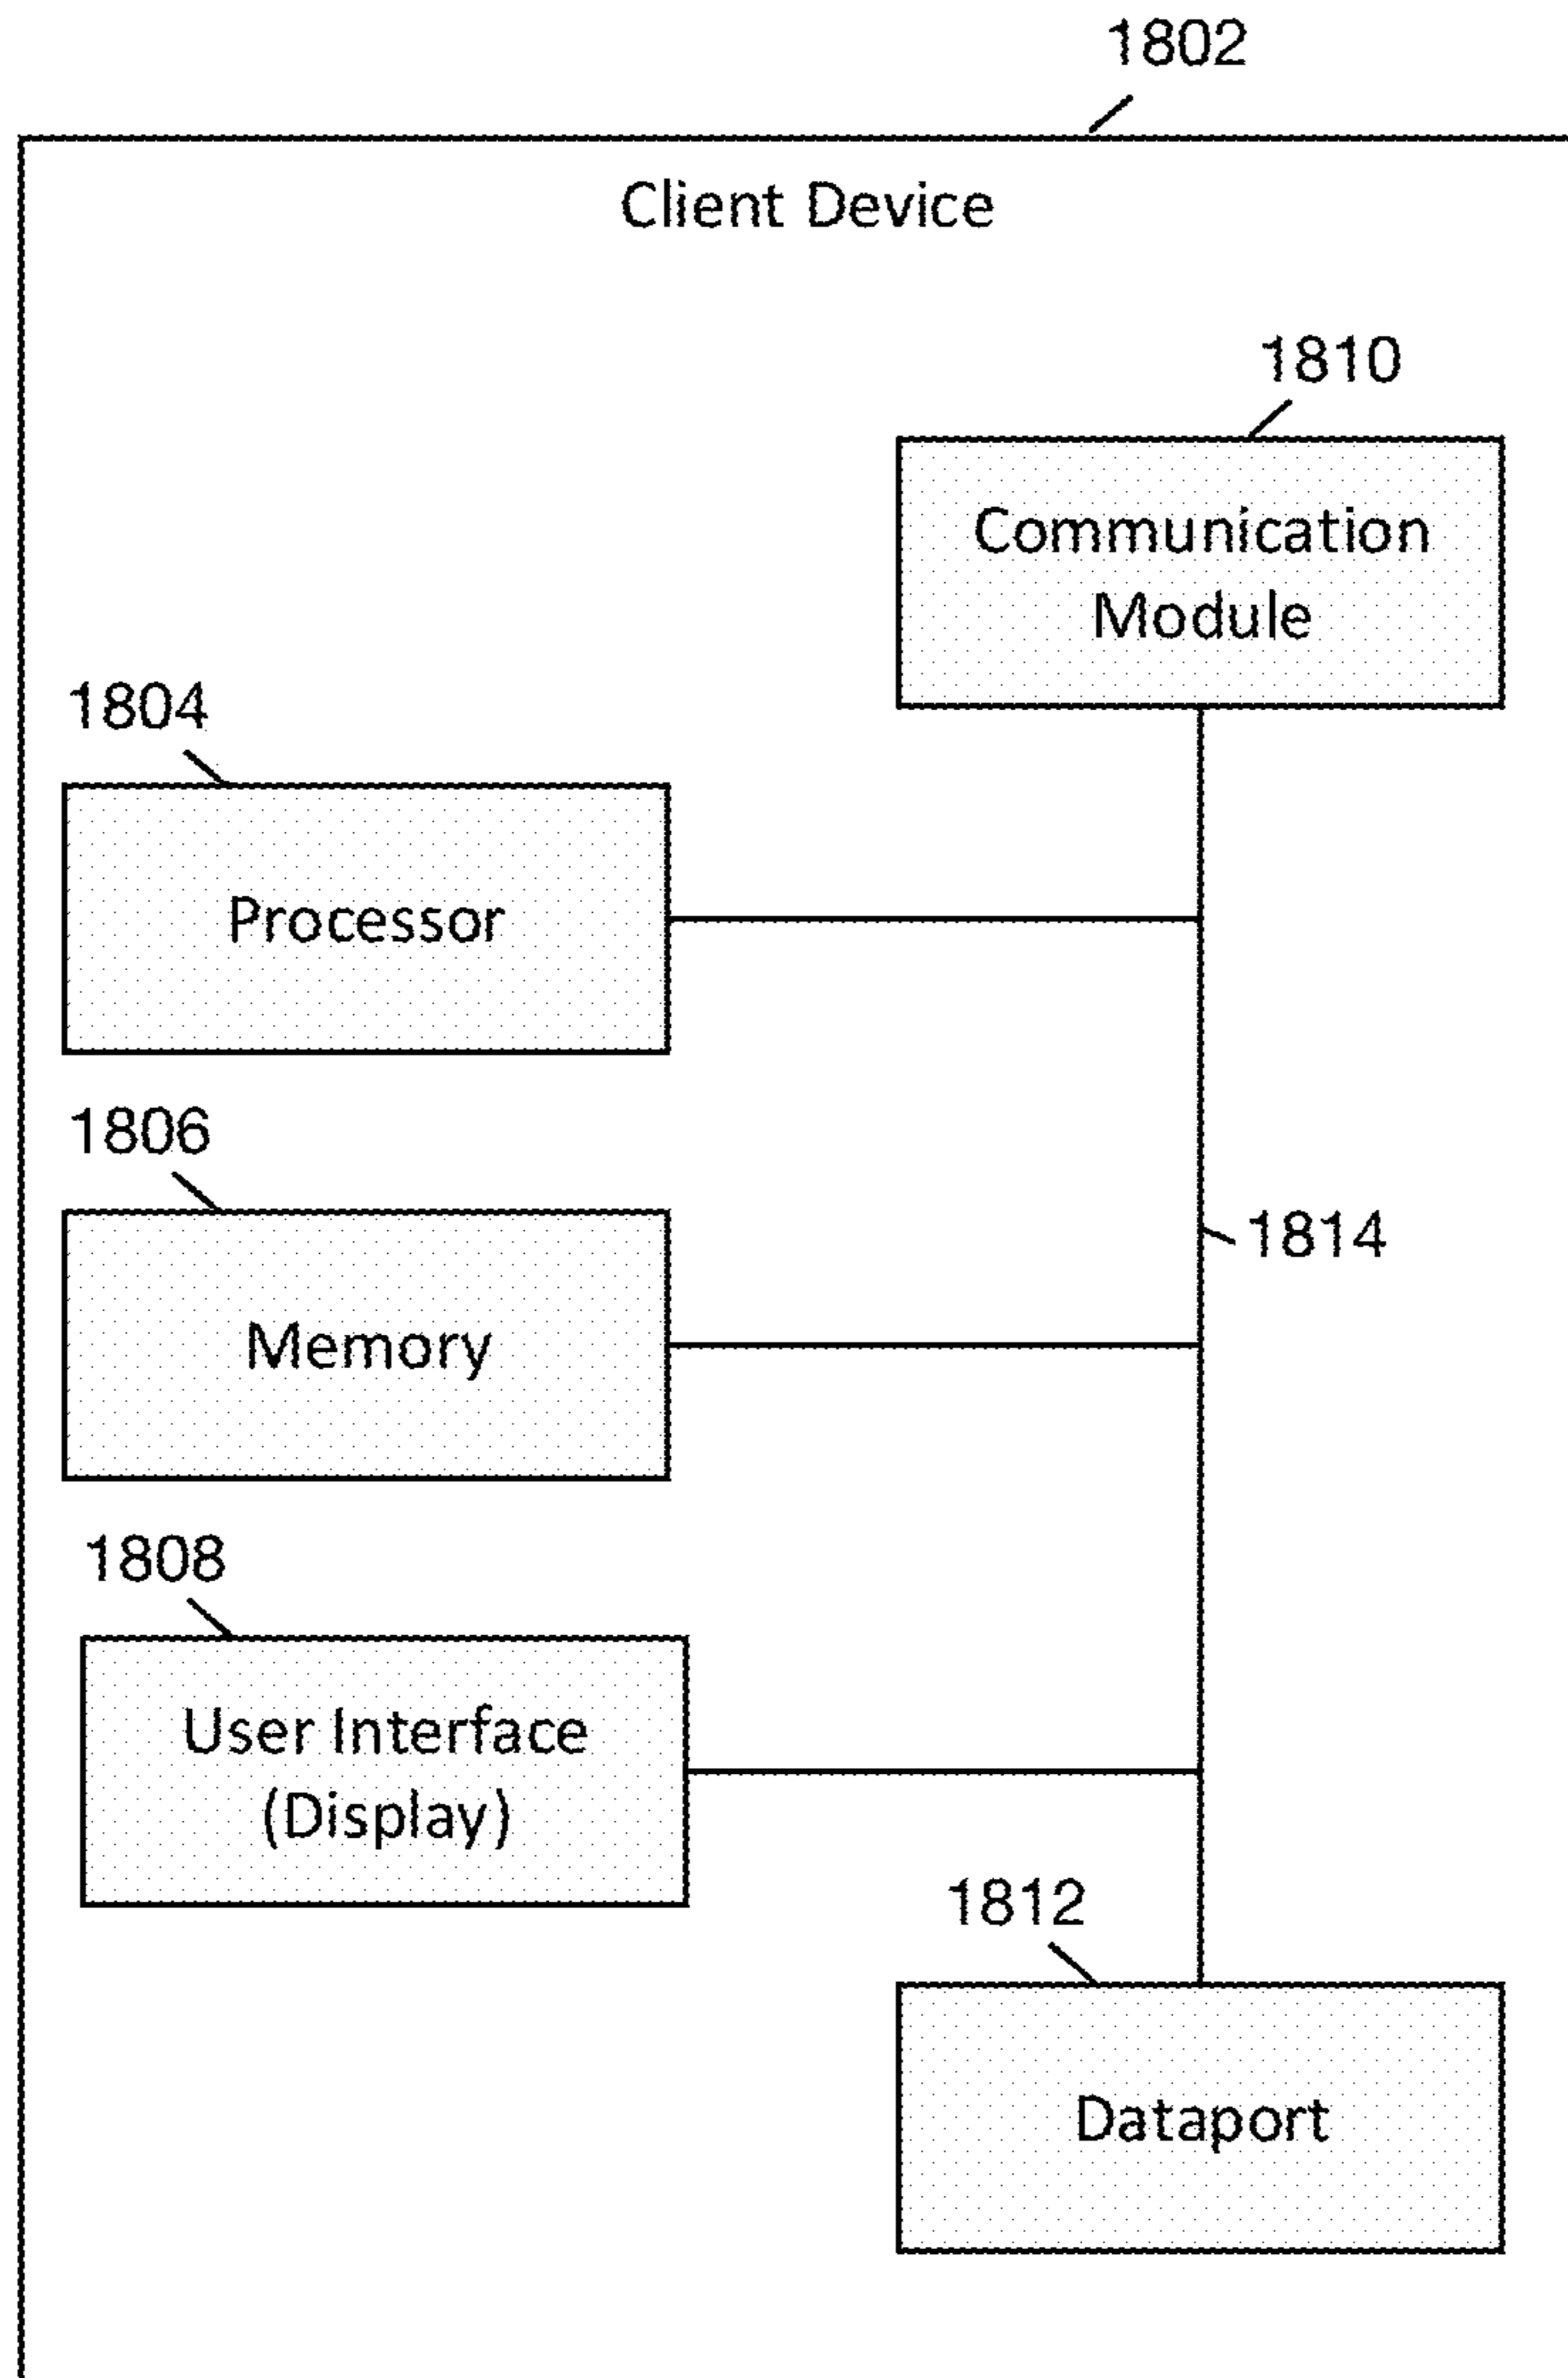 1802
Client Device
1810
Communication
Module
1804
Processor
1806
1814
Memory
1808
User Interface
(Display)
1812
Dataport